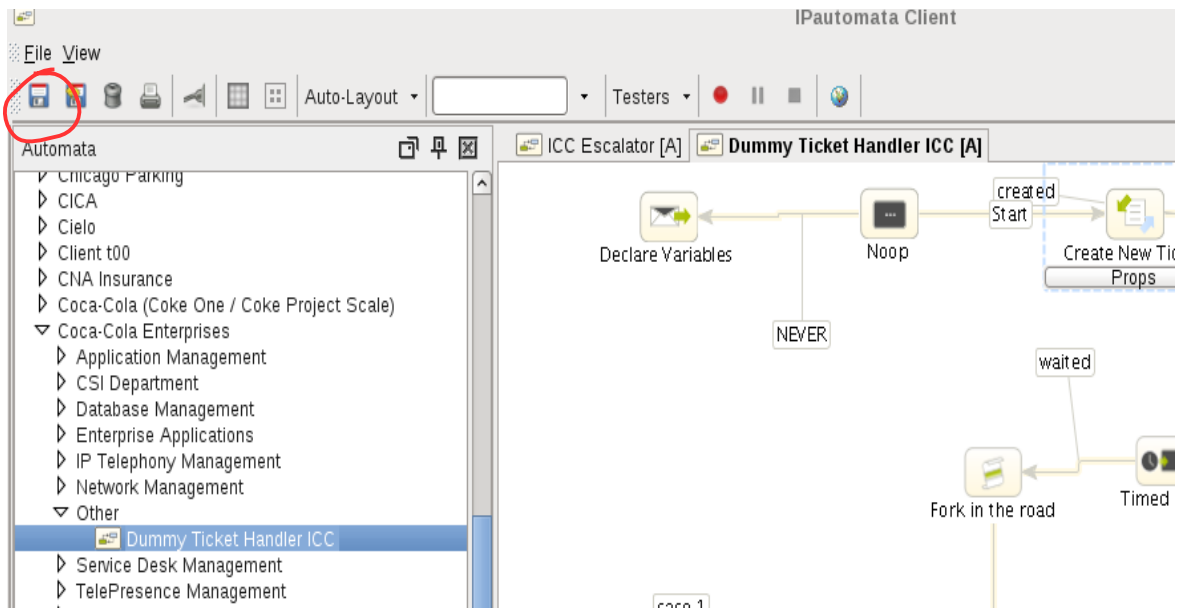 IPautomata Client
File View
Auto-Layout
Testers
Automata
ICC Escalator [A]
Dummy Ticket Handler ICC [A]
Chicago Parking
CICA
Cielo
Client t00
CNA Insurance
Coca-Cola (Coke One / Coke Project Scale)
Coca-Cola Enterprises
Application Management
CSI Department
Database Management
Enterprise Applications
IP Telephony Management
Network Management
Other
Dummy Ticket Handler ICC
Service Desk Management
TelePresence Management
Declare Variables
Noop
created
Start
Create New Tic
Props
NEVER
waited
Fork in the road
Timed
case 1